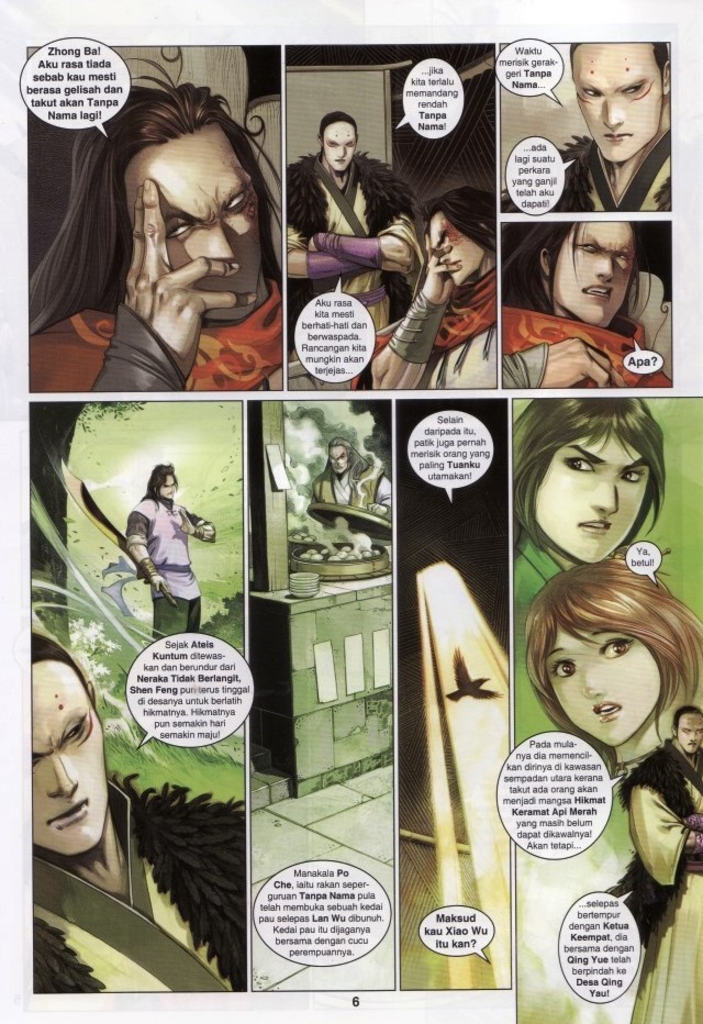 Zhong Ba!
Aku rasa tiada
sebab kau mesti
berasa gelisah dan
takut akan Tanpa
Nama lagi!
...jika
kita terlalu
memandang
rendah
Tanpa
Nama!
Aku rasa
kita mesti
berhati-hati dan
berwaspada.
Rancangan kita
mungkin akan
terjejas...
Waktu
merisik gerak-
geri Tanpa
Nama...
...ada
lagi suatu
perkara
yang ganjil
telah aku
dapati!
Apa?
Sejak Ateis
Kuntum ditewas-
kan dan berundur dari
Neraka Tidak Berlangit,
Shen Feng pun terus tinggal
di desanya untuk berlatih
hikmatnya. Hikmatnya
pun semakin hari
semakin maju!
Manakala Po
Che, iaitu rakan seper-
guruan Tanpa Nama pula
telah membuka sebuah kedai
pau selepas Lan Wu dibunuh.
Kedai pau itu dijaganya
bersama dengan cucu
perempuannya.
Selain
daripada itu,
patik juga pernah
merisik orang yang
paling Tuanku
utamakan!
Maksud
kau Xiao Wu
itu kan?
Ya,
betul!
Pada mula-
nya dia memencil-
kan dirinya di kawasan
sempadan utara kerana
takut ada orang akan
menjadi mangsa Hikmat
Keramat Api Merah
yang masih belum
dapat dikawalnya!
Akan tetapi...
...selepas
bertempur
dengan Ketua
Keempat, dia
bersama dengan
Qing Yue telah
berpindah ke
Desa Qing
Yau!
6